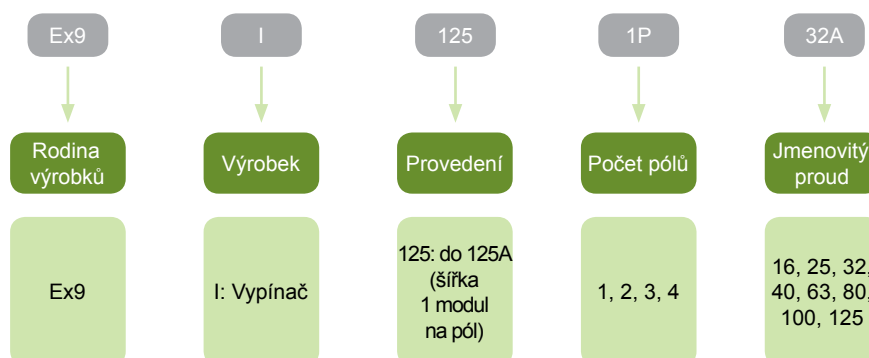 Ex9
I
125
1P
32A
Rodina
výrobků
Výrobek
Provedení
Počet pólů
Jmenovitý
proud
Ex9
I: Vypínač
125: do 125A
(šířka
1 modul
na pól)
1, 2, 3, 4
16, 25, 32,
40, 63, 80,
100, 125